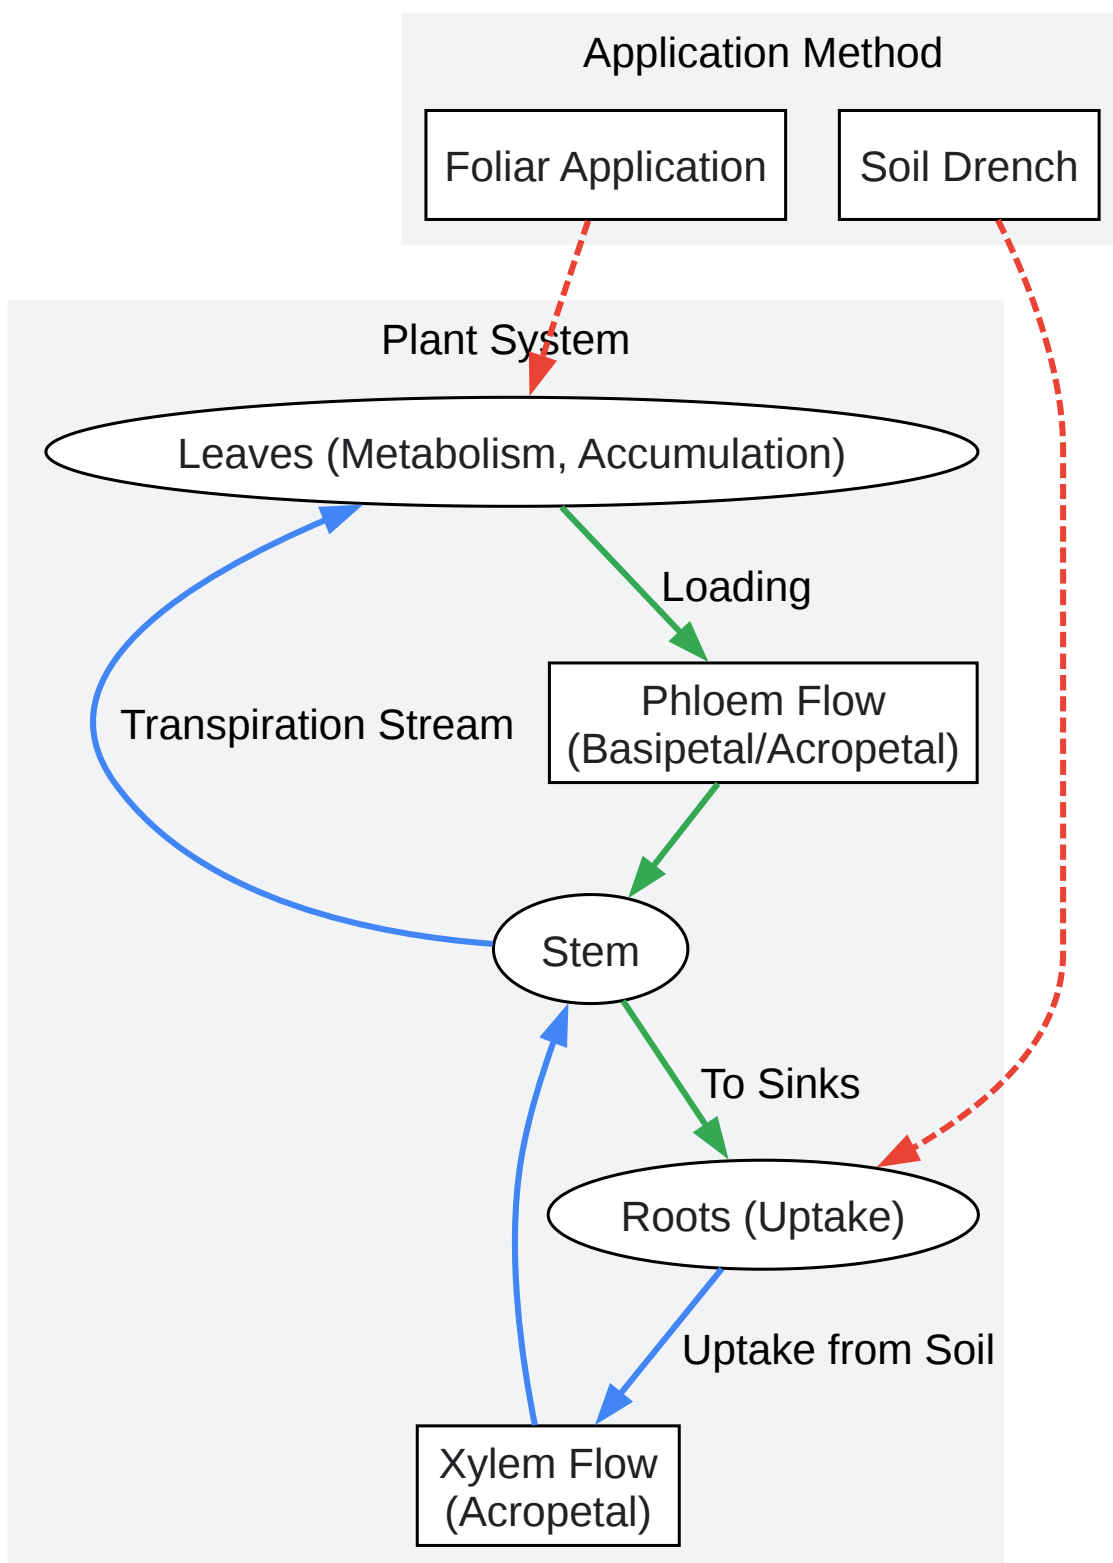 Application Method
Foliar Application
Soil Drench
Plant System
Leaves (Metabolism, Accumulation)
Loading
Transpiration Stream
Phloem Flow
(Basipetal/Acropetal)
Stem
To Sinks
Roots (Uptake)
Uptake from Soil
Xylem Flow
(Acropetal)